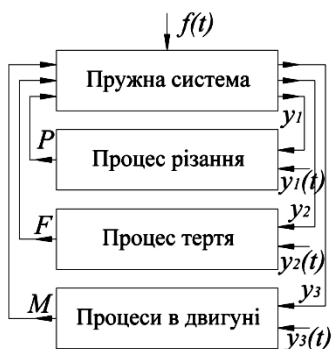 f(t)
Пружна система
y1
P
Процес різання
y1(t)
y2
F
Процес тертя
y2(t)
y3
M
Процеси в двигуні
y3(t)